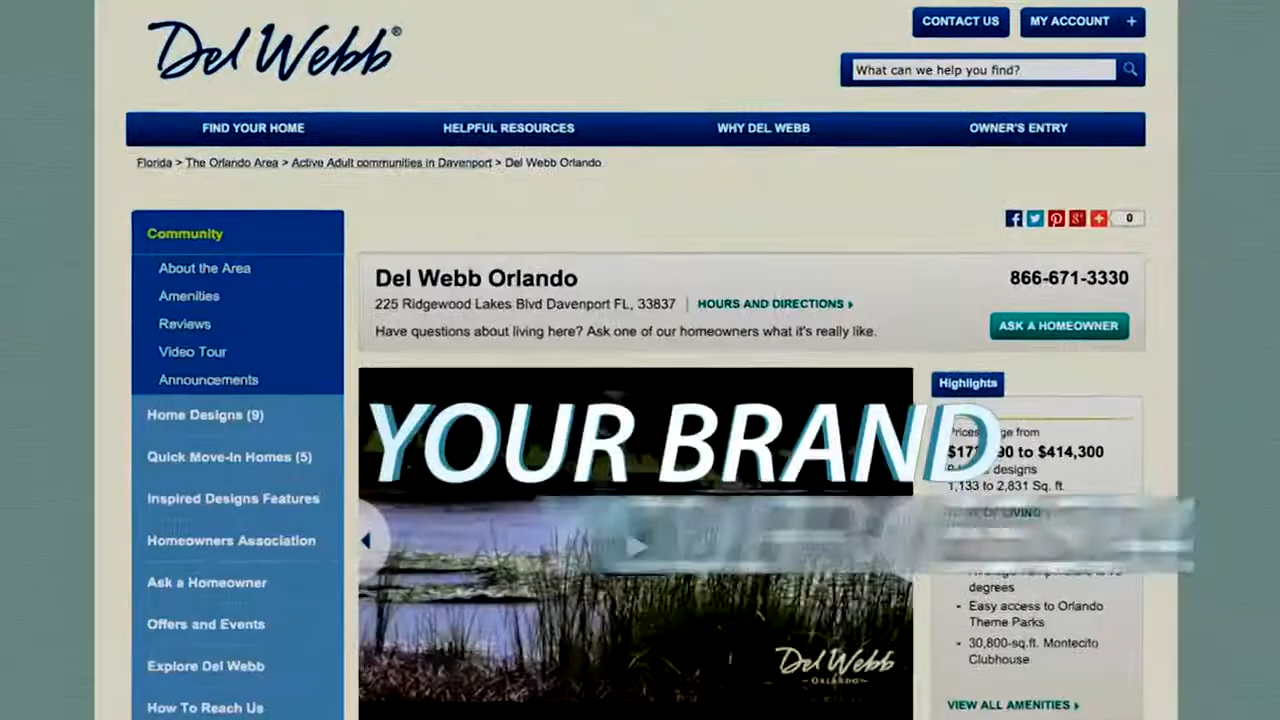 Del Webb®
CONTACT US
MY ACCOUNT +
What can we help you find?
FIND YOUR HOME
HELPFUL RESOURCES
WHY DEL WEBB
OWNER'S ENTRY
Florida > The Orlando Area > Active Adult communities in Davenport > Del Webb Orlando
0
Community
About the Area
Amenities
Reviews
Video Tour
Announcements
Home Designs (9)
Quick Move-In Homes (5)
Inspired Designs Features
Homeowners Association
Ask a Homeowner
Offers and Events
Explore Del Webb
How To Reach Us
Del Webb Orlando
866-671-3330
225 Ridgewood Lakes Blvd Davenport FL, 33837 | HOURS AND DIRECTIONS
Have questions about living here? Ask one of our homeowners what it's really like.
ASK A HOMEOWNER
YOUR BRAND
Del Webb
ORLANDO
Highlights
from
to $414,300
designs
1,133 to 2,831 Sq. ft.
degrees
• Easy access to Orlando
Theme Parks
• 30,800-sq.ft. Montecito
Clubhouse
VIEW ALL AMENITIES